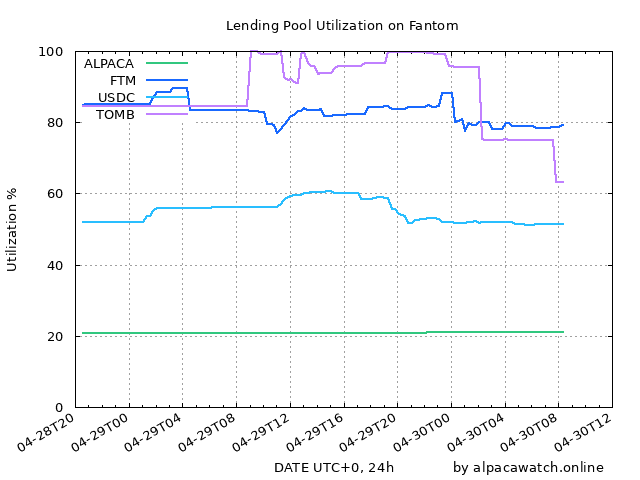 Lending Pool Utilization on Fantom
100
80
60
40
20
0
Utilization %
ALPACA
FTM
USDC
TOMB
04-28T20
04-29T00
04-29T04
04-29T08
04-29T12
04-29T16
04-29T20
04-30T00
04-30T04
04-30T08
04-30T12
DATE UTC+0, 24h
by alpacawatch.online